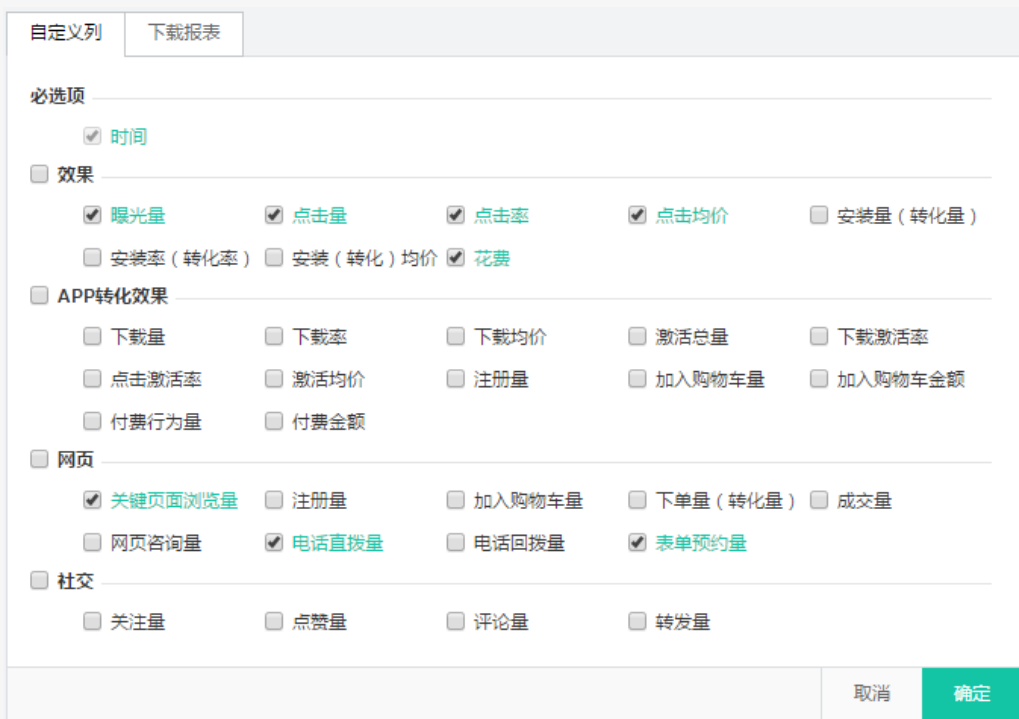 自定义列 下载报表
必选项
时间
效果
曝光量 点击量 点击率 点击均价 安装量(转化量)
安装率(转化率) 安装(转化)均价 花费
APP转化效果
下载量 下载率 下载均价 激活总量 下载激活率
点击激活率 激活均价 注册量 加入购物车量 加入购物车金额
付费行为量 付费金额
网页
关键页面浏览量 注册量 加入购物车量 下单量(转化量) 成交量
网页咨询量 电话直拨量 电话回拨量 表单预约量
社交
关注量 点赞量 评论量 转发量
取消 确定